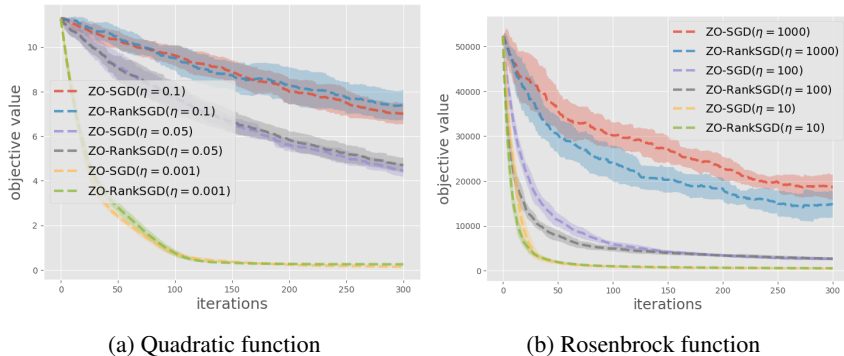 objective value
10
8
6
4
2
0
ZO-SGD(η = 0.1)
ZO-RankSGD(η = 0.1)
ZO-SGD(η = 0.05)
ZO-RankSGD(η = 0.05)
ZO-SGD(η = 0.001)
ZO-RankSGD(η = 0.001)
0 50 100 150 200 250 300
iterations
(a) Quadratic function
objective value
50000
40000
30000
20000
10000
0
ZO-SGD(η = 1000)
ZO-RankSGD(η = 1000)
ZO-SGD(η = 100)
ZO-RankSGD(η = 100)
ZO-SGD(η = 10)
ZO-RankSGD(η = 10)
0 50 100 150 200 250 300
iterations
(b) Rosenbrock function